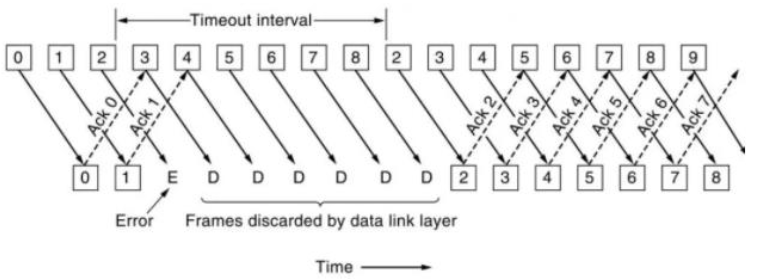 Timeout interval
0 1 2 3 4 5 6 7 8 2 3 4 5 6 7 8 9
Ack 0 Ack 1 Ack 2 Ack 3 Ack 4 Ack 5 Ack 6 Ack 7
0 1 E D D D D D D 2 3 4 5 6 7 8
Error Frames discarded by data link layer
Time